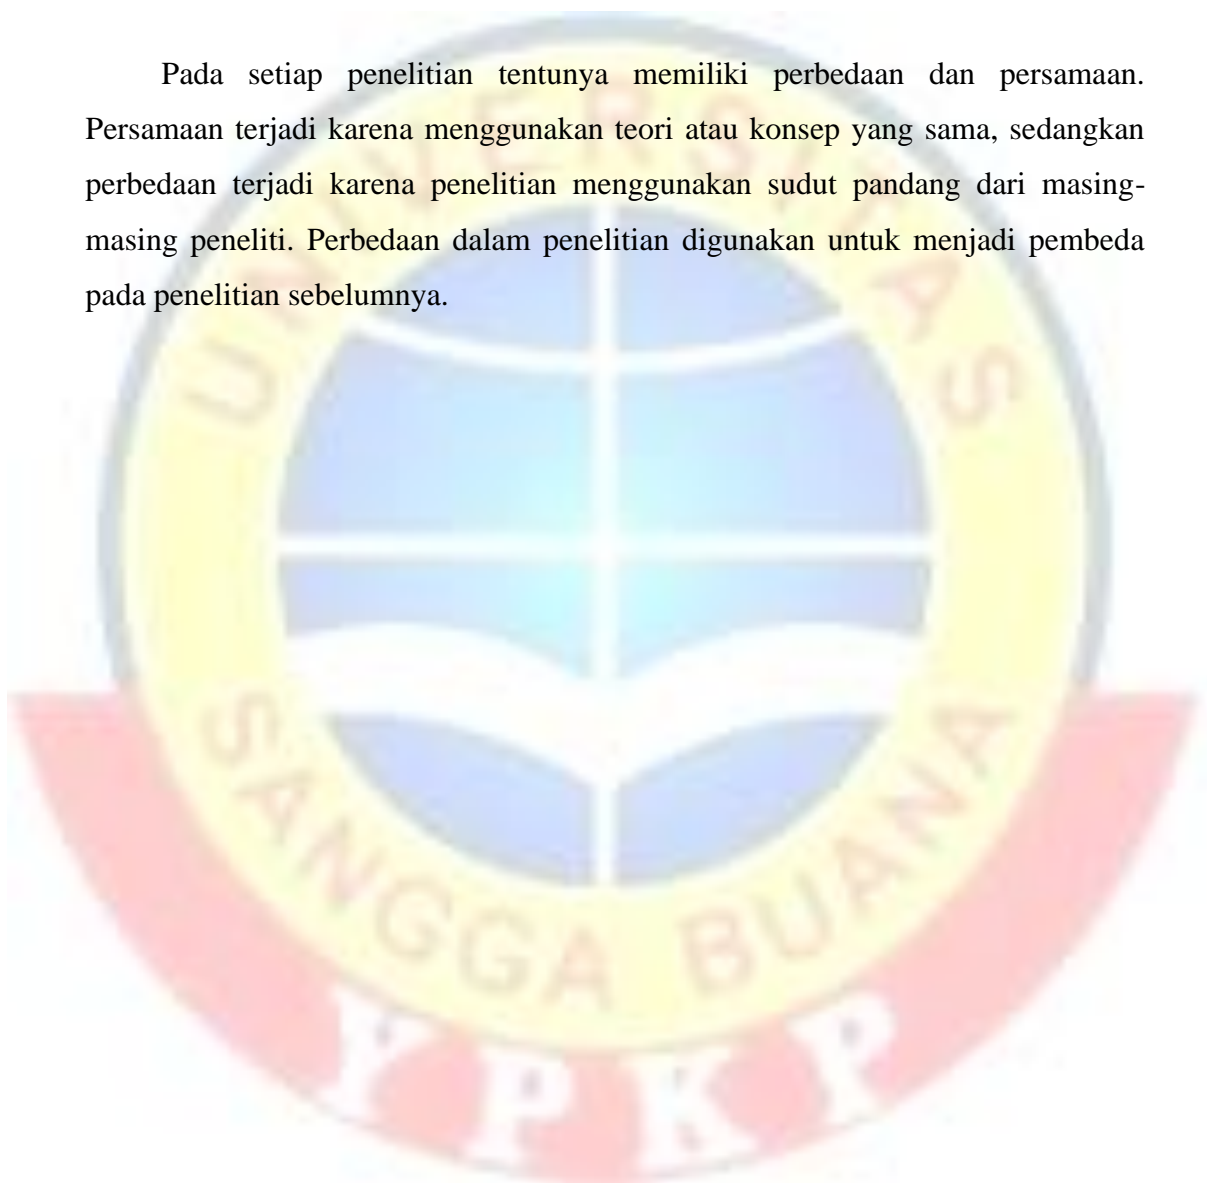 Pada setiap penelitian tentunya memiliki perbedaan dan persamaan.
Persamaan terjadi karena menggunakan teori atau konsep yang sama, sedangkan
perbedaan terjadi karena penelitian menggunakan sudut pandang dari masing-
masing peneliti. Perbedaan dalam penelitian digunakan untuk menjadi pembeda
pada penelitian sebelumnya.
UNIVERSITAS
SANGGA BUANA
YPKP